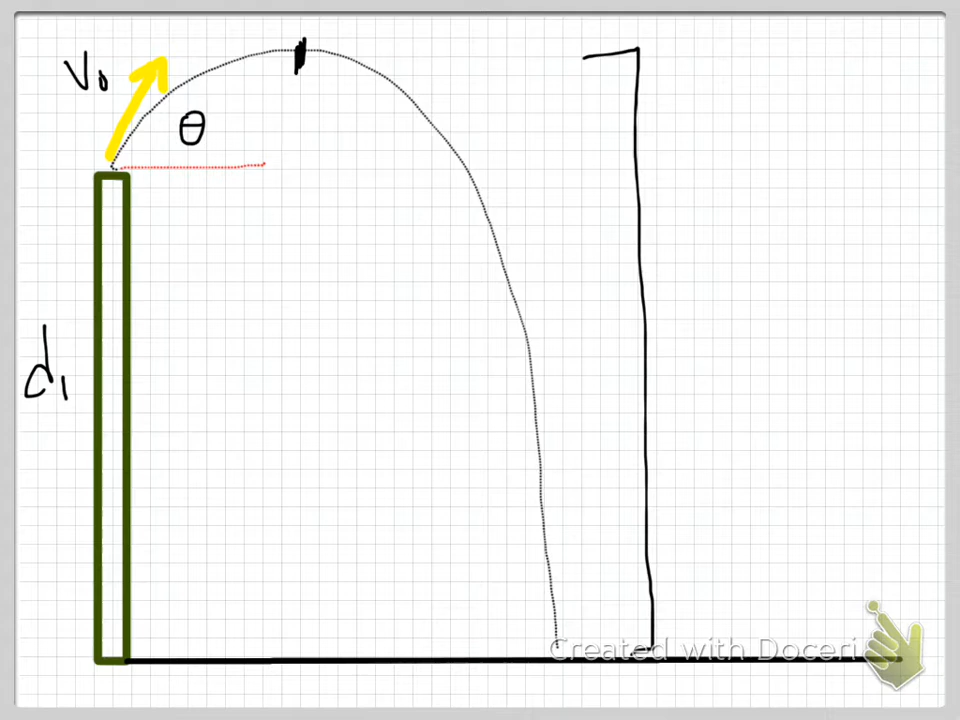 V₀
θ
d₁
Created with Doceri